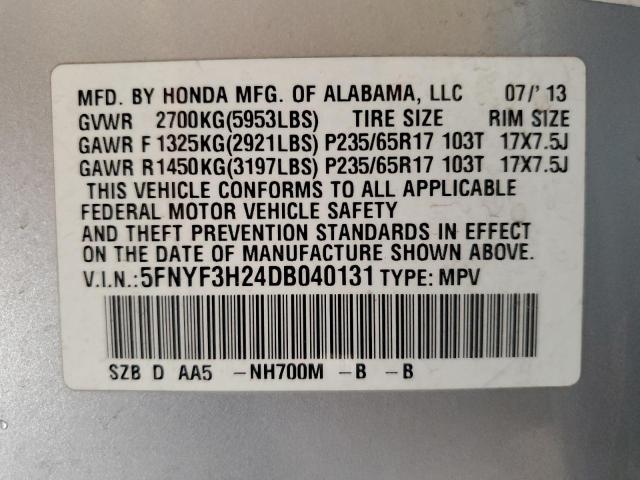 MFD. BY HONDA MFG. OF ALABAMA, LLC 07/'13
GVWR 2700KG(5953LBS) TIRE SIZE RIM SIZE
GAWR F 1325KG(2921LBS) P235/65R17 103T 17X7.5J
GAWR R1450KG(3197LBS) P235/65R17 103T 17X7.5J
THIS VEHICLE CONFORMS TO ALL APPLICABLE
FEDERAL MOTOR VEHICLE SAFETY
AND THEFT PREVENTION STANDARDS IN EFFECT
ON THE DATE OF MANUFACTURE SHOWN ABOVE.
V.I.N.:5FNYF3H24DB040131 TYPE: MPV
SZB D AA5 -NH700M -B -B